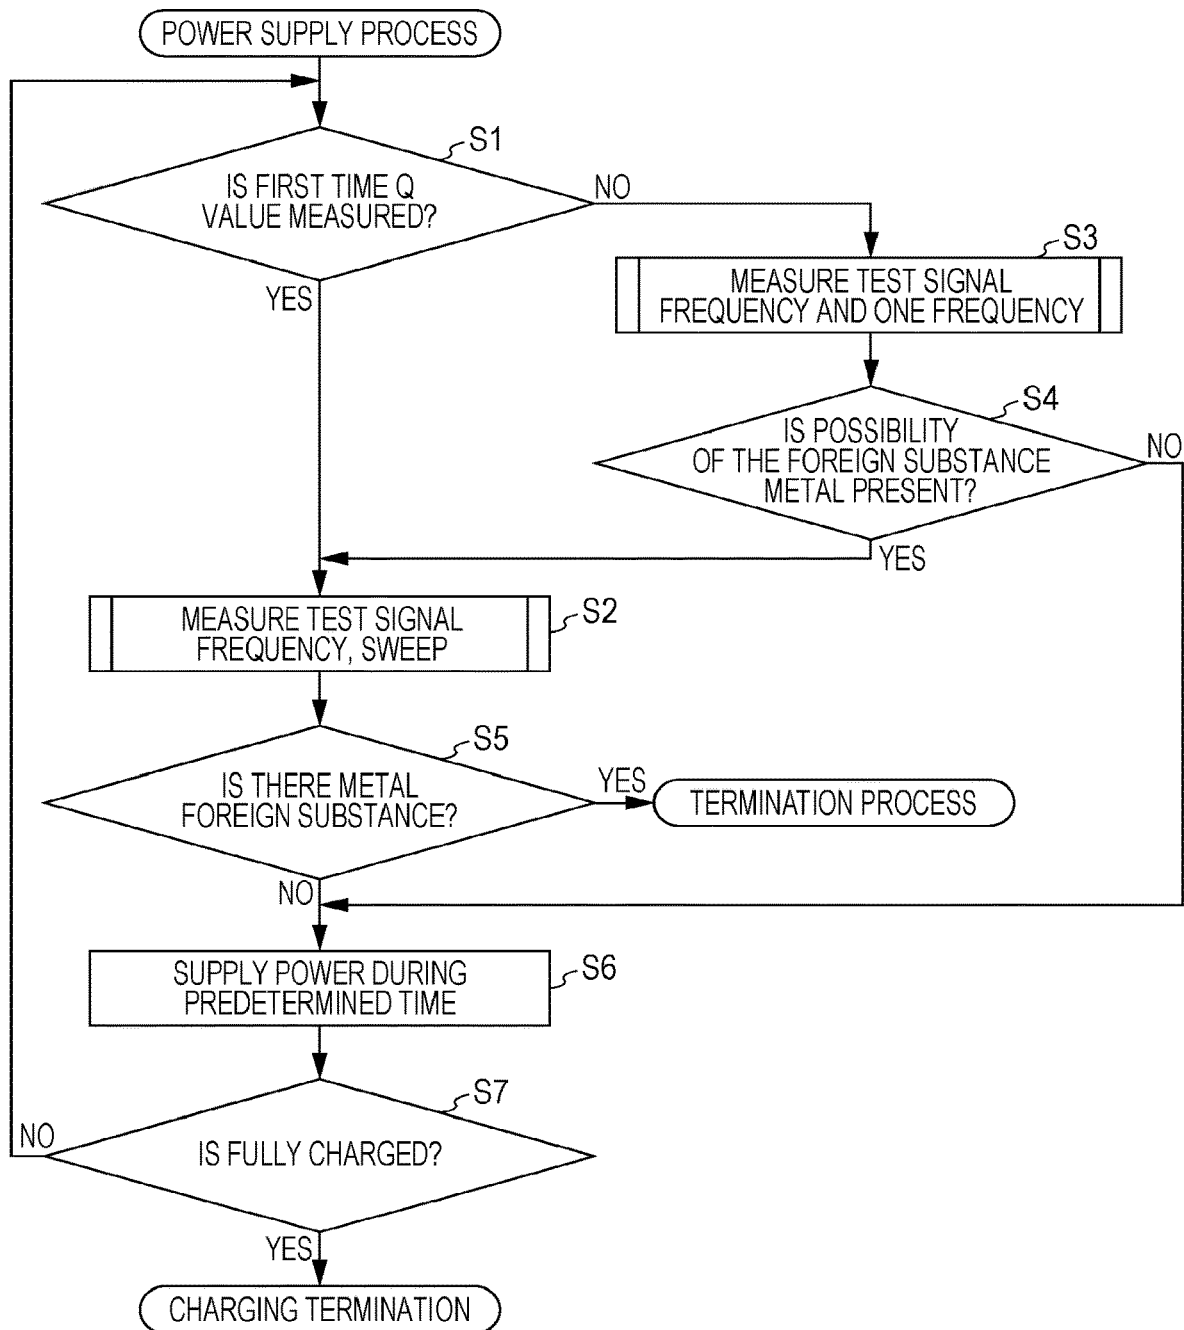 POWER SUPPLY PROCESS
S1
IS FIRST TIME Q
VALUE MEASURED?
NO
YES
S3
MEASURE TEST SIGNAL
FREQUENCY AND ONE FREQUENCY
S4
IS POSSIBILITY
OF THE FOREIGN SUBSTANCE
METAL PRESENT?
NO
YES
MEASURE TEST SIGNAL
FREQUENCY, SWEEP
S2
S5
IS THERE METAL
FOREIGN SUBSTANCE?
YES
TERMINATION PROCESS
NO
SUPPLY POWER DURING
PREDETERMINED TIME
S6
S7
NO
IS FULLY CHARGED?
YES
CHARGING TERMINATION